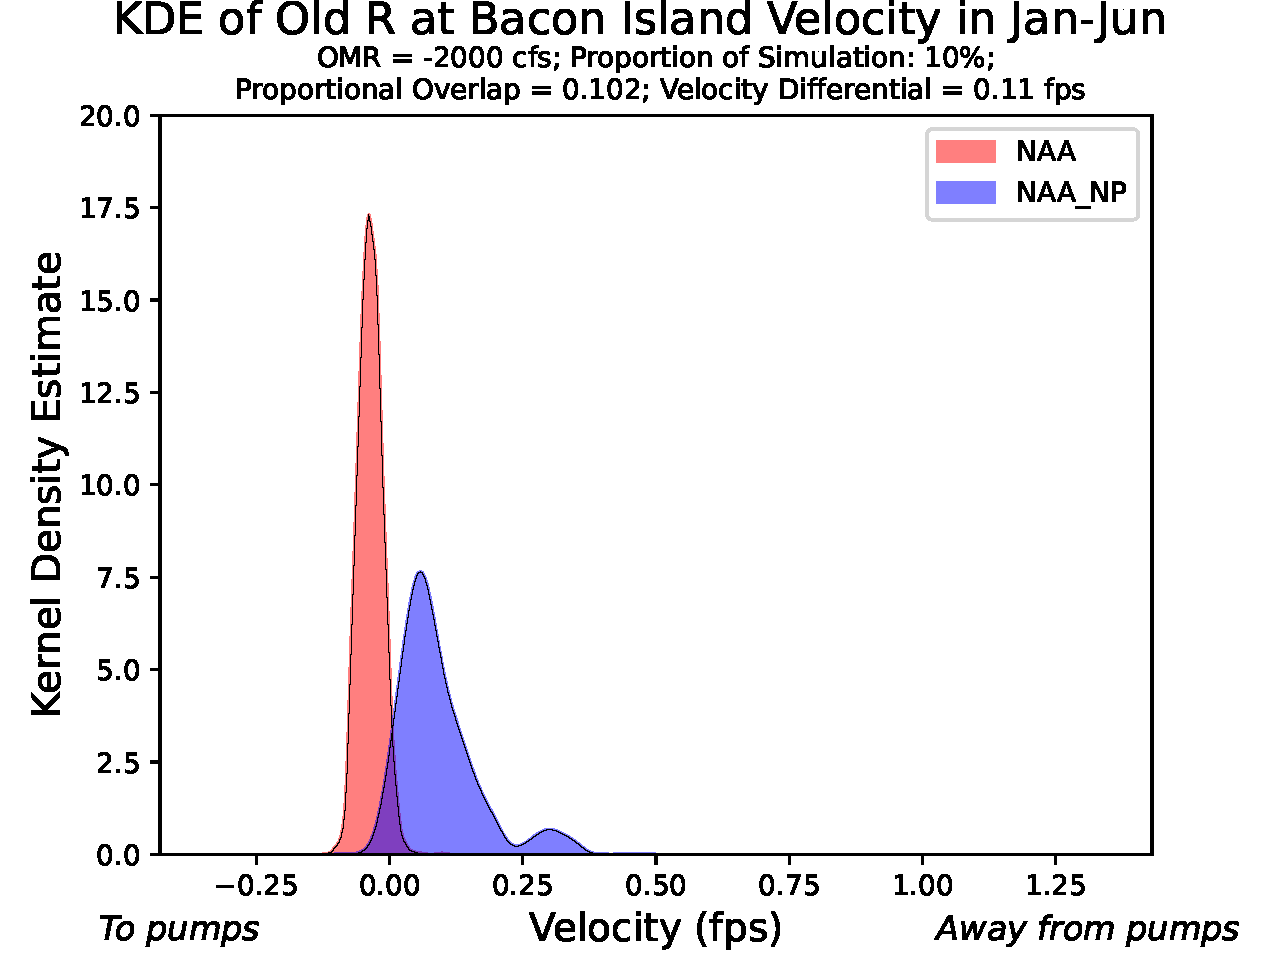 KDE of Old R at Bacon Island Velocity in Jan-Jun
OMR = -2000 cfs; Proportion of Simulation: 10%;
Proportional Overlap = 0.102; Velocity Differential = 0.11 fps
NAA
NAA_NP
Kernel Density Estimate
20.0
17.5
15.0
12.5
10.0
7.5
5.0
2.5
0.0
−0.25 0.00 0.25 0.50 0.75 1.00 1.25
To pumps Velocity (fps) Away from pumps